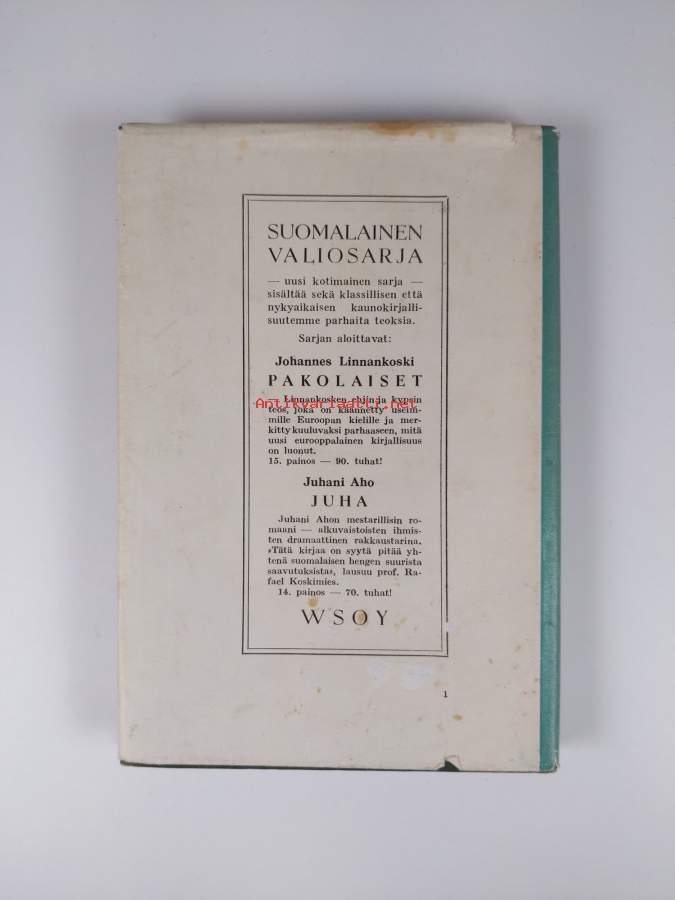 SUOMALAINEN
VALIOSARJA
— uusi kotimainen sarja —
sisältää sekä klassillisen että
nykyaikaisen kaunokirjalli-
suutemme parhaita teoksia.
Sarjan aloittavat:
Johannes Linnankoski
PAKOLAISET
— Linnankosken ehjin ja kypsin
Antikvariaatti.net
teos, joka on käännetty useim-
mille Euroopan kielille ja mer-
kitty kuuluvaksi parhaaseen, mitä
uusi eurooppalainen kirjallisuus
on luonut.
15. painos — 90. tuhat!
Juhani Aho
JUHA
Juhani Ahon mestarillisin ro-
maani — alkuvaistoisten ihmis-
ten dramaattinen rakkaustarina.
»Tätä kirjaa on syytä pitää yh-
tenä suomalaisen hengen suurista
saavutuksista», lausuu prof. Ra-
fael Koskimies.
14. painos — 70. tuhat!
WSOY
1